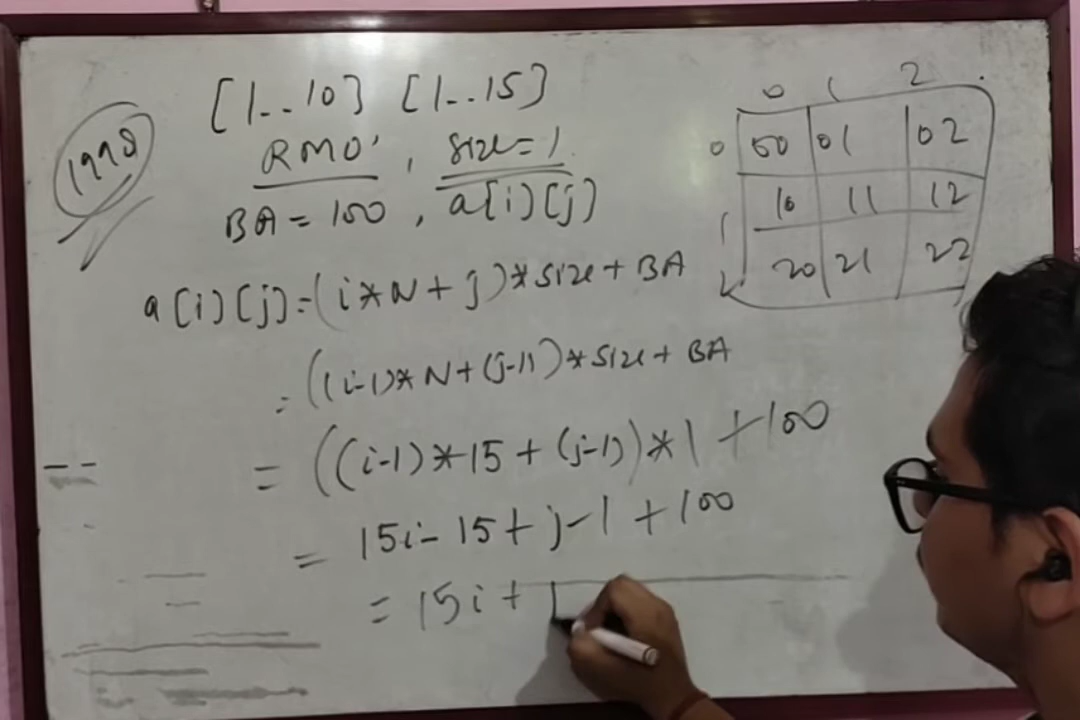 1998
[1..10] [1..15]
RMO, size=1
BA = 100, a[i][j]
a[i][j] = (i*N + j)*size + BA
= ((i-1)*N + (j-1))*size + BA
= ((i-1)*15 + (j-1))*1 + 100
= 15i - 15 + j - 1 + 100
= 15i +
0 1 2
0 00 01 02
1 10 11 12
2 20 21 22